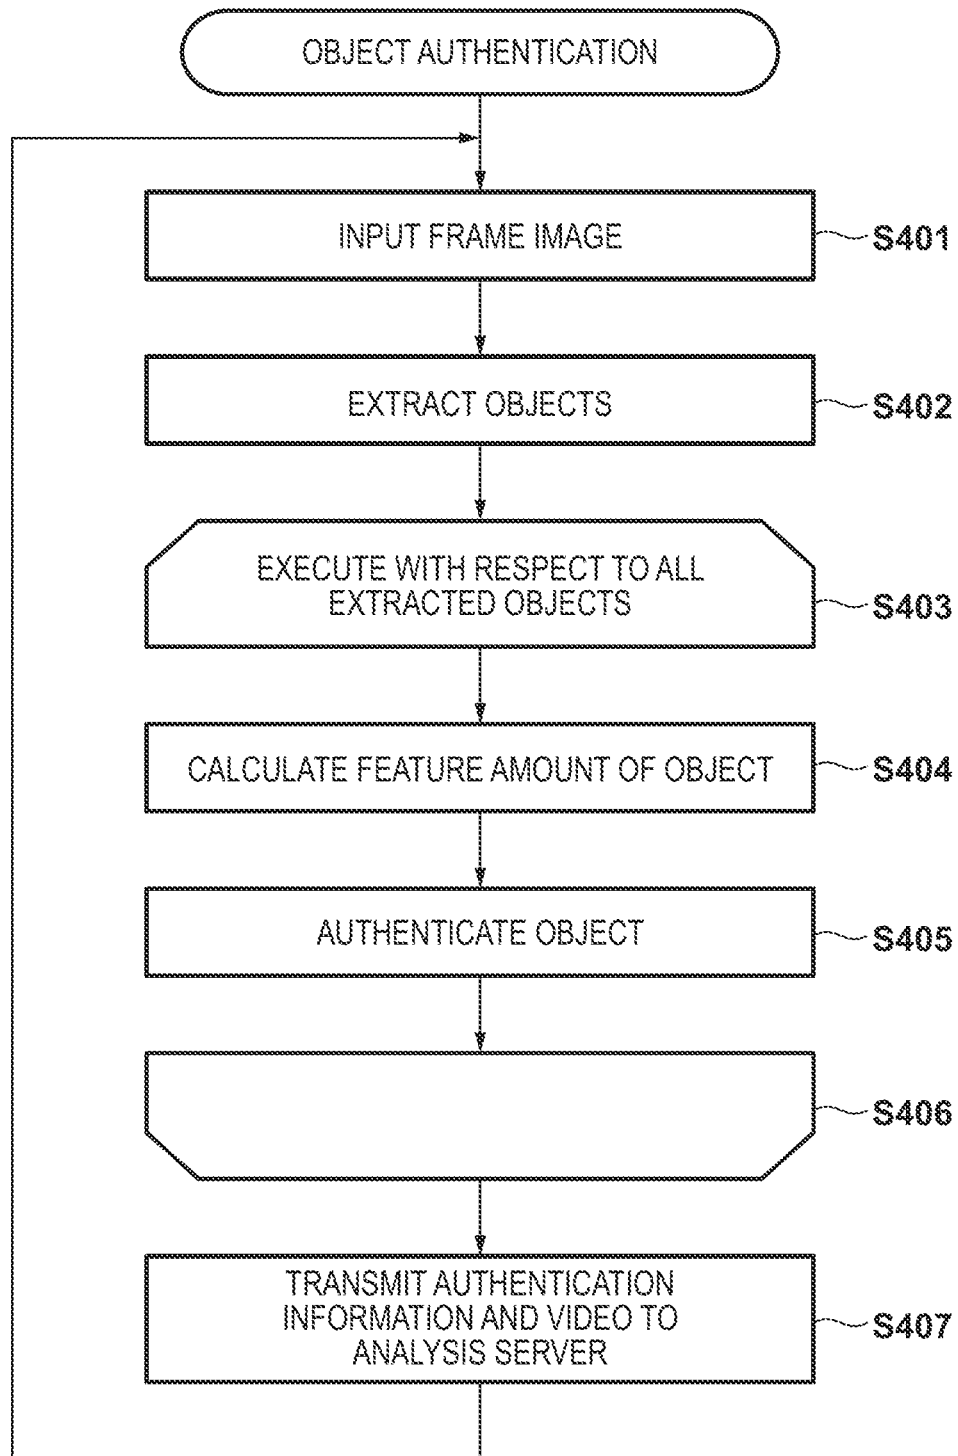 OBJECT AUTHENTICATION
INPUT FRAME IMAGE
S401
EXTRACT OBJECTS
S402
EXECUTE WITH RESPECT TO ALL
EXTRACTED OBJECTS
S403
CALCULATE FEATURE AMOUNT OF OBJECT
S404
AUTHENTICATE OBJECT
S405
S406
TRANSMIT AUTHENTICATION
INFORMATION AND VIDEO TO
ANALYSIS SERVER
S407